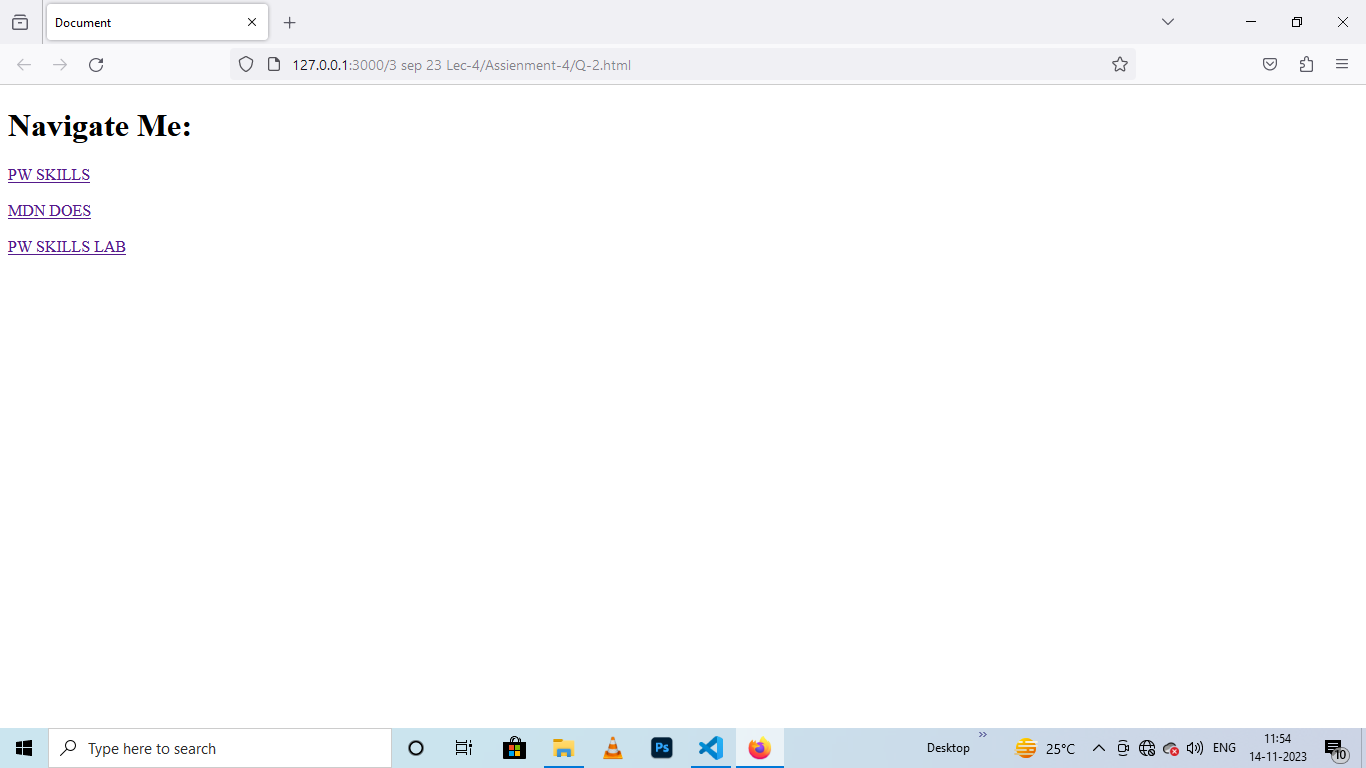 Document
127.0.0.1:3000/3 sep 23 Lec-4/Assienment-4/Q-2.html
Navigate Me:
PW SKILLS
MDN DOES
PW SKILLS LAB
Type here to search
Ps
Desktop
25°C
ENG
11:54
14-11-2023
10